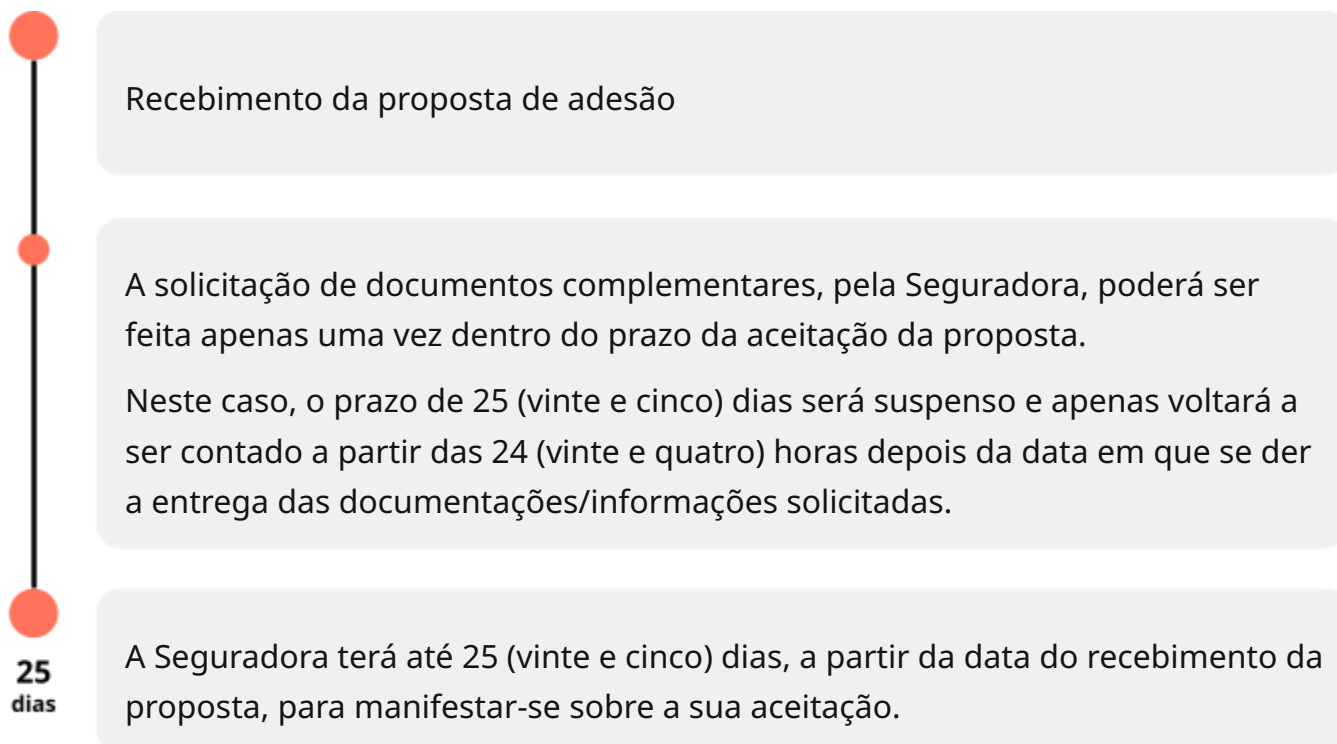 Recebimento da proposta de adesão
A solicitação de documentos complementares, pela Seguradora, poderá ser
feita apenas uma vez dentro do prazo da aceitação da proposta.
Neste caso, o prazo de 25 (vinte e cinco) dias será suspenso e apenas voltará a
ser contado a partir das 24 (vinte e quatro) horas depois da data em que se der
a entrega das documentações/informações solicitadas.
25
dias
A Seguradora terá até 25 (vinte e cinco) dias, a partir da data do recebimento da
proposta, para manifestar-se sobre a sua aceitação.